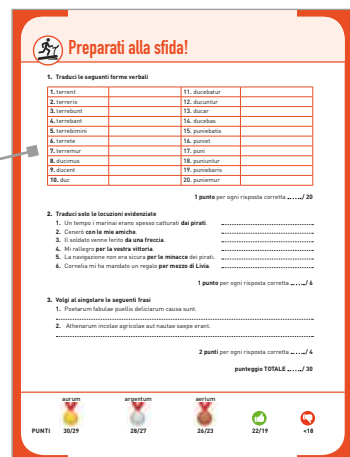 Preparati alla sfida!
1. Traduci le seguenti forme verbali
1. terrent 11. ducebatur
2. terreris 12. ducuntur
3. terrebunt 13. ducar
4. terrebant 14. ducebas
5. terrebimini 15. puniebatis
6. terrete 16. puniet
7. terremur 17. puni
8. ducimus 18. puniuntur
9. ducent 19. puniebaris
10. duc 20. puniemur
1 punto per ogni risposta corretta ....../ 20
2. Traduci solo le locuzioni evidenziate
1. Un tempo i marinai erano spesso catturati dai pirati.
2. Cenerò con le mie amiche.
3. Il soldato venne ferito da una freccia.
4. Mi rallegro per la vostra vittoria.
5. La navigazione non era sicura per le minacce dei pirati.
6. Cornelia mi ha mandato un regalo per mezzo di Livia.
1 punto per ogni risposta corretta ....../ 6
3. Volgi al singolare le seguenti frasi
1. Poetarum fabulae puellis deliciarum causa sunt.
2. Athenarum incolae agricolae aut nautae saepe erant.
2 punti per ogni risposta corretta ....../ 4
punteggio TOTALE ....../ 30
aurum argentum aerium
PUNTI 30/29 28/27 26/23 22/19 <18